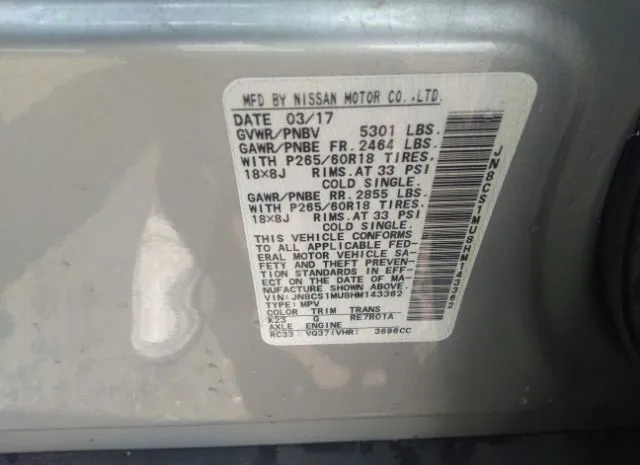 MFD BY NISSAN MOTOR CO.,LTD.
DATE 03/17
GVWR/PNBV 5301 LBS.
GAWR/PNBE FR. 2464 LBS.
WITH P265/60R18 TIRES.
18×8J RIMS. AT 33 PSI
COLD SINGLE.
GAWR/PNBE RR. 2855 LBS.
WITH P265/60R18 TIRES.
18×8J RIMS. AT 33 PSI
COLD SINGLE.
THIS VEHICLE CONFORMS
TO ALL APPLICABLE FED-
ERAL MOTOR VEHICLE SA-
FETY AND THEFT PREVEN-
TION STANDARDS IN EFF-
ECT ON THE DATE OF MA-
NUFACTURE SHOWN ABOVE.
VIN: JN8CS1MU8HM143362
TYPE: MPV
COLOR TRIM TRANS
K23 G RE7R01A
AXLE ENGINE
RC33 VQ37(VHR) 3696CC
JN8CS1MU8HM143362